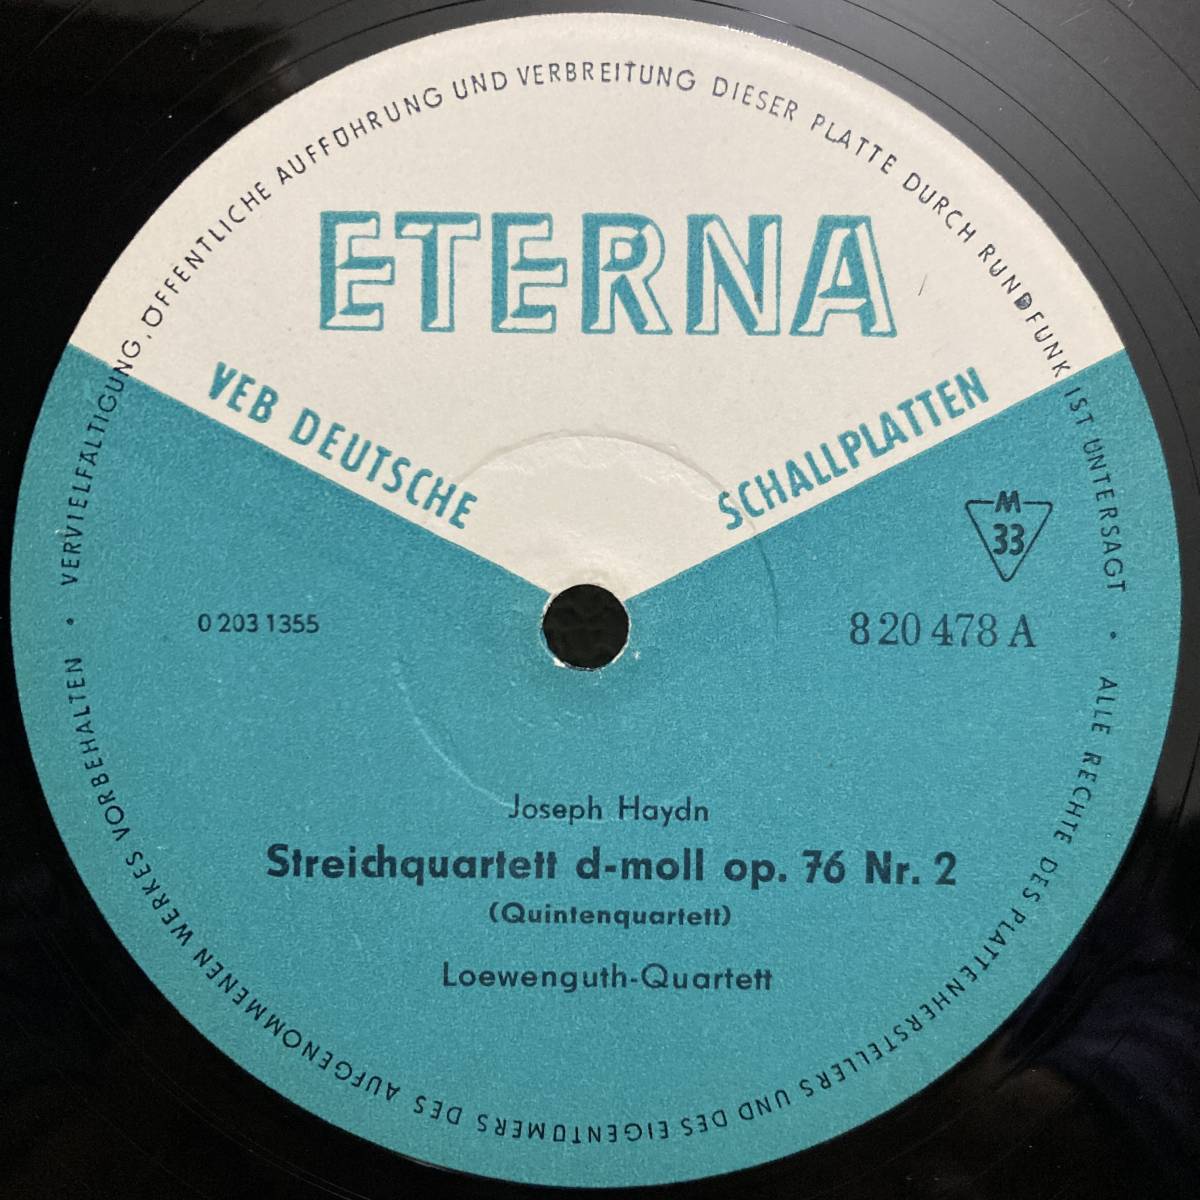 VERVIELFÄLTIGUNG, ÖFFENTLICHE AUFFÜHRUNG UND VERBREITUNG DIESER PLATTE DURCH RUNDFUNK IST UNTERSAGT •
ETERNA
VEB DEUTSCHE SCHALLPLATTEN
M
33
0 203 1355
8 20 478 A
Joseph Haydn
Streichquartett d-moll op. 76 Nr. 2
(Quintenquartett)
Loewenguth-Quartett
ALLE RECHTE DES PLATTENHERSTELLERS UND DES EIGENTÜMERS DES AUFGENOMMENEN WERKES VORBEHALTEN •